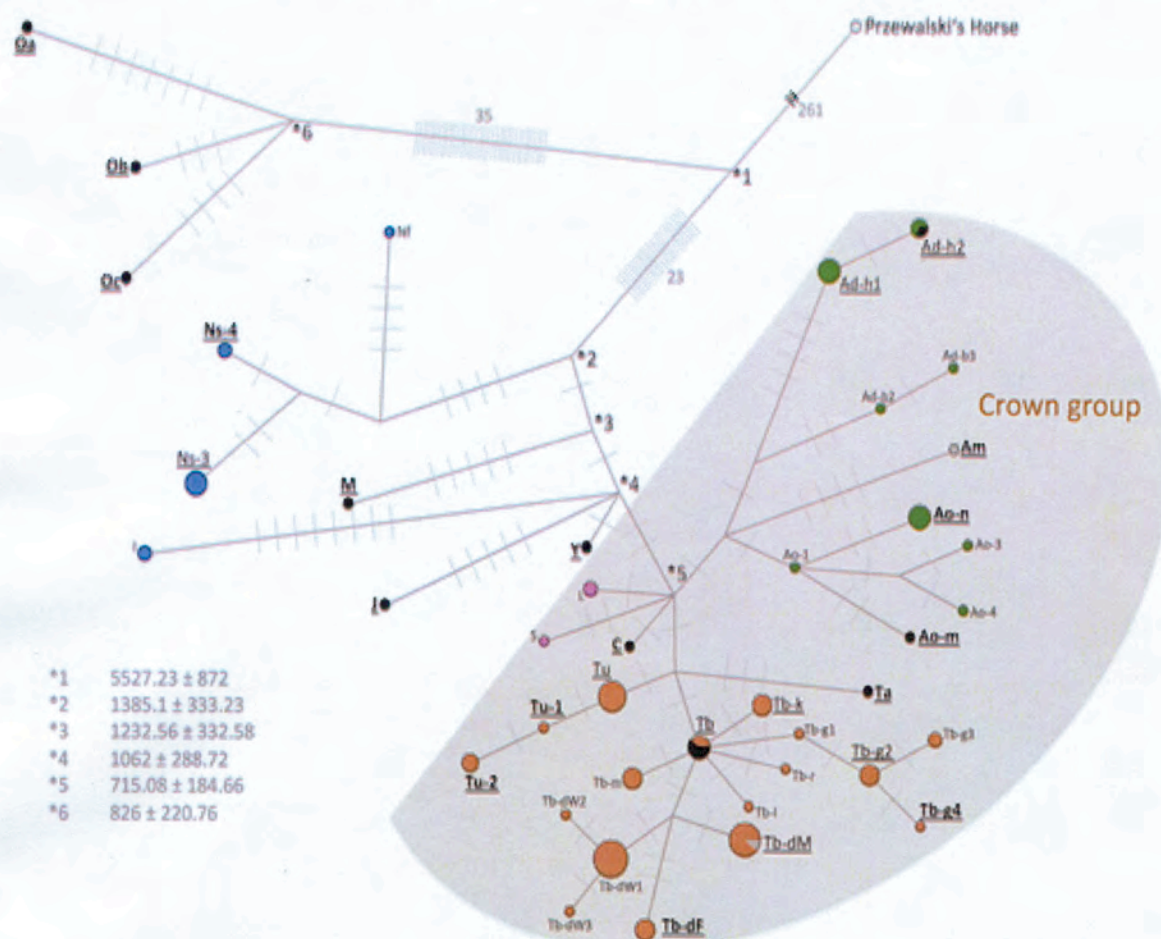 Przewalski's Horse
Oa
261
35
*6
Ob
*1
Nf
Oc
23
Ad-h2
Ad-h1
Ns-4
*2
Ad-b3
Ad-b2
Crown group
*3
Am
Ns-3
M
*4
Ao-n
I
Y
Ao-3
Ao-1
*5
J
L
Ao-4
S
C
Ao-m
Tu
Ta
*1 5527.23 ± 872
*2 1385.1 ± 333.23
*3 1232.56 ± 332.58
*4 1062 ± 288.72
*5 715.08 ± 184.66
*6 826 ± 220.76
Tu-1
Tb
Tb-k
Tb-g1
Tb-g2
Tb-g3
Tu-2
Tb-m
Tb-r
Tb-dW2
Tb-l
Tb-g4
Tb-dM
Tb-dW1
Tb-dW3
Tb-dF